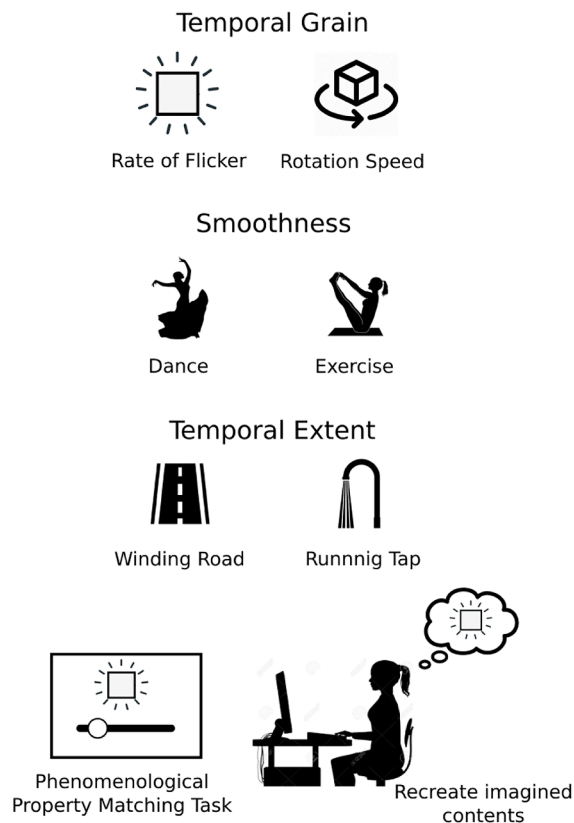 Temporal Grain
Rate of Flicker
Rotation Speed
Smoothness
Dance
Exercise
Temporal Extent
Winding Road
Runnnig Tap
Phenomenological
Property Matching Task
Recreate imagined
contents